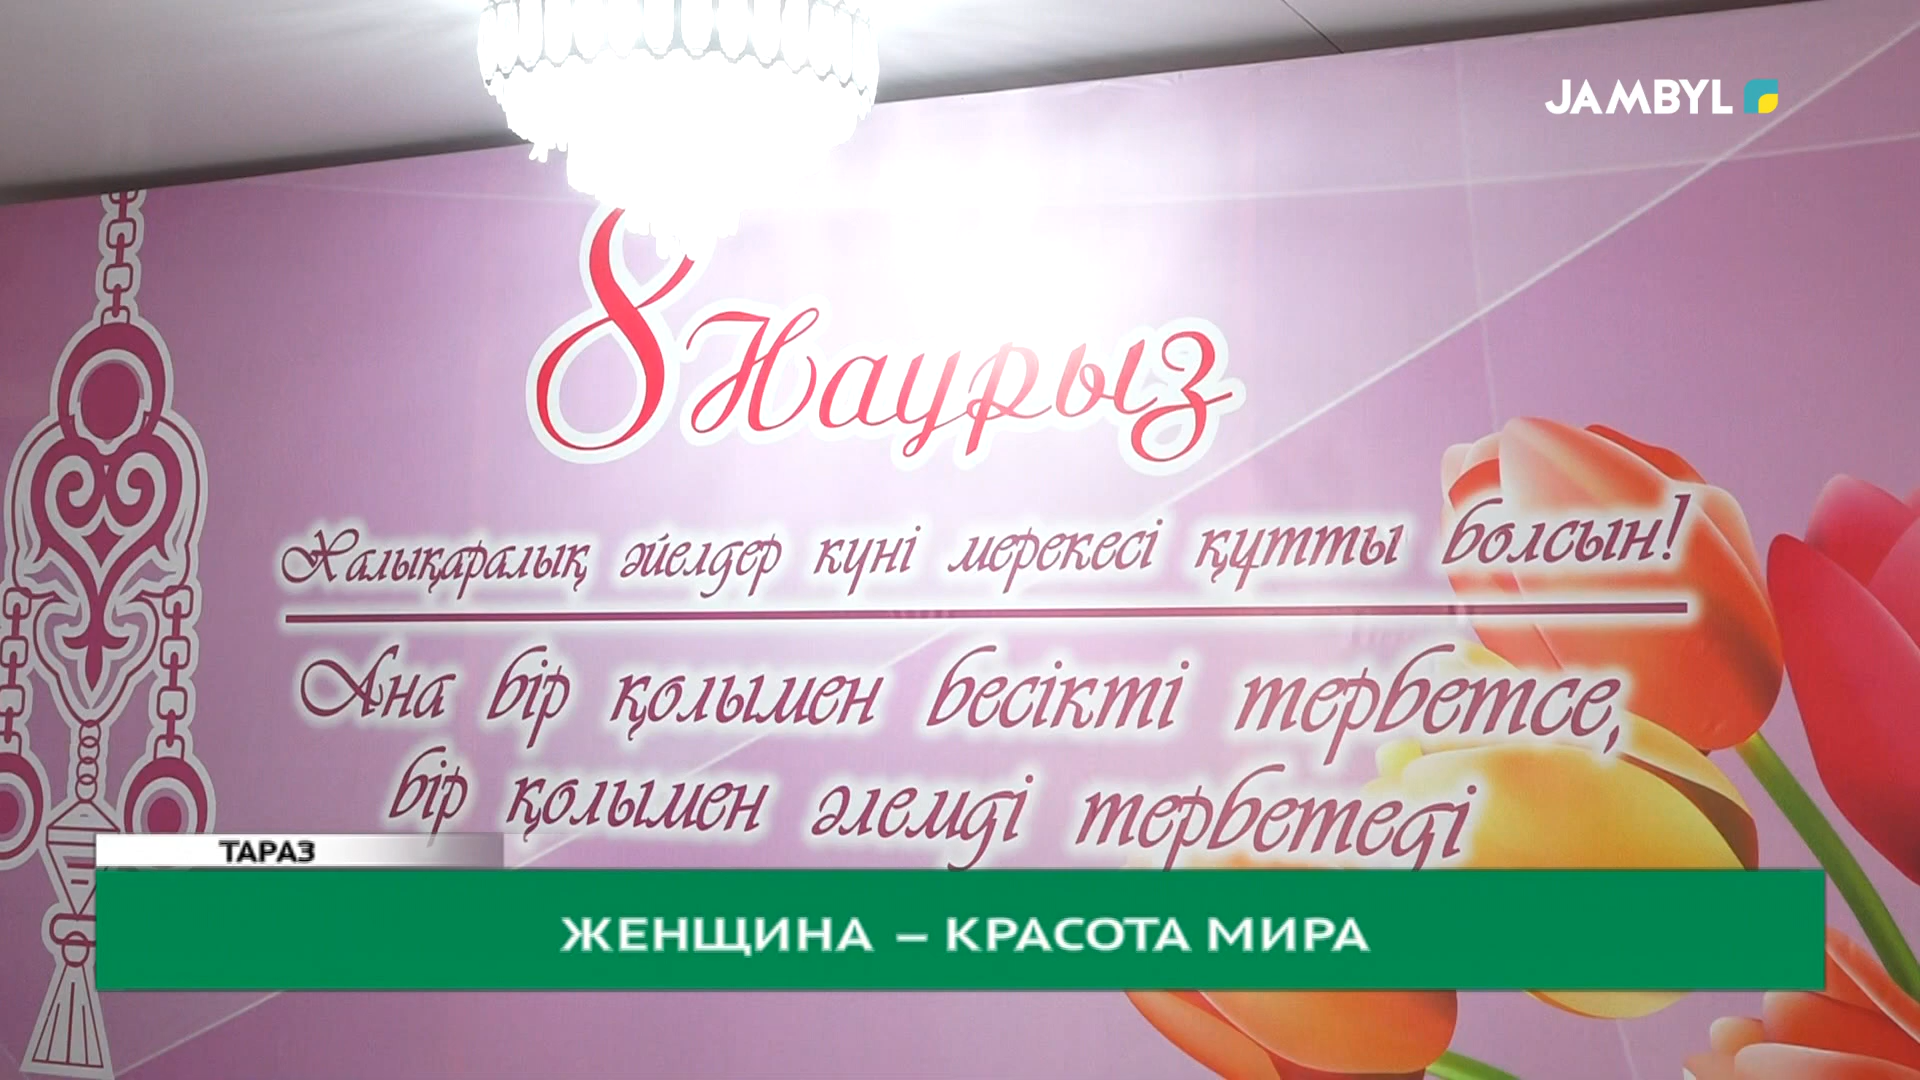 JAMBYL
8 Наурыз
Халықаралық әйелдер күні мерекесі құтты болсын!
Ана бір қолымен бесікті тербетсе,
бір қолымен әлемді тербетеді
ТАРАЗ
ЖЕНЩИНА – КРАСОТА МИРА